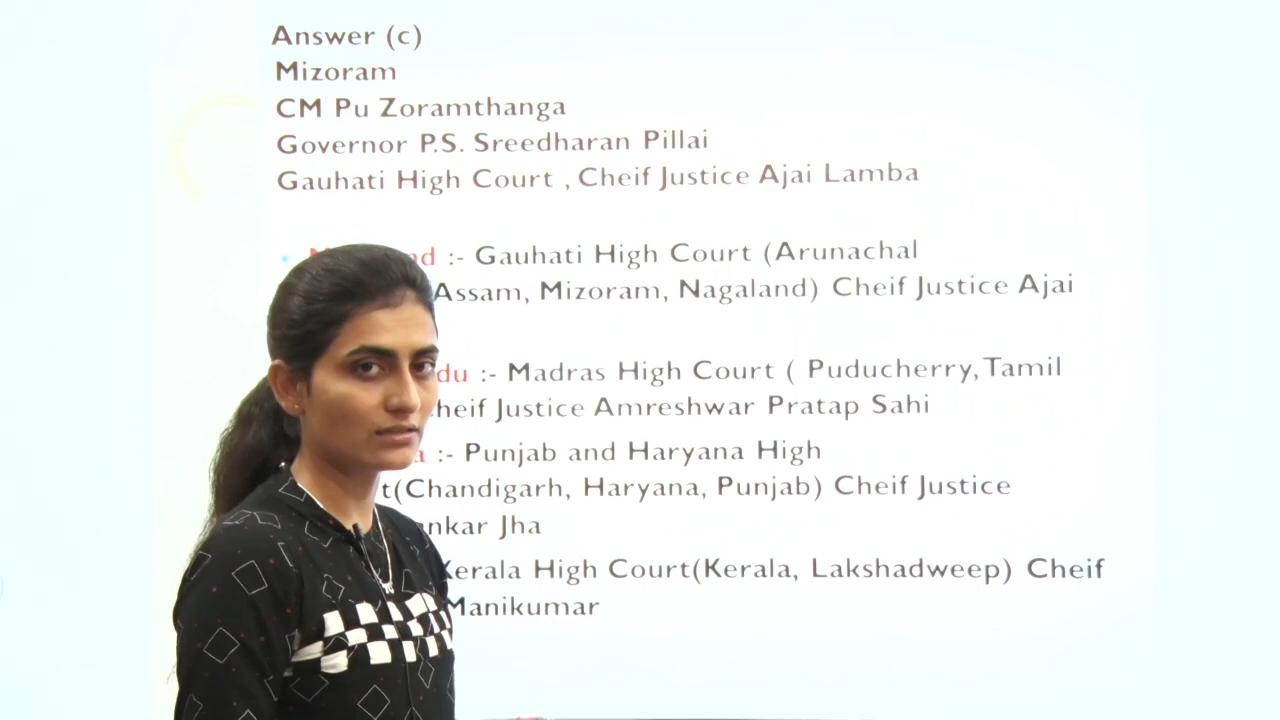 Answer (c)
Mizoram
CM Pu Zoramthanga
Governor P.S. Sreedharan Pillai
Gauhati High Court , Cheif Justice Ajai Lamba
:- Gauhati High Court (Arunachal
Assam, Mizoram, Nagaland) Cheif Justice Ajai
:- Madras High Court ( Puducherry, Tamil
Justice Amreshwar Pratap Sahi
:- Punjab and Haryana High
(Chandigarh, Haryana, Punjab) Cheif Justice
Jha
Kerala High Court(Kerala, Lakshadweep) Cheif
Manikumar